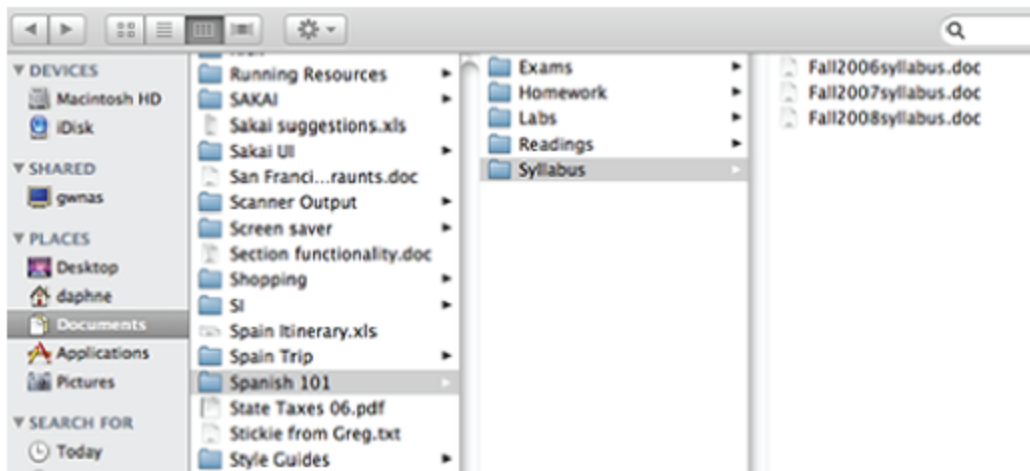 DEVICES
Macintosh HD
iDisk
SHARED
gwnas
PLACES
Desktop
daphne
Documents
Applications
Pictures
SEARCH FOR
Today
Running Resources
SAKAI
Sakai suggestions.xls
Sakai UI
San Franci...raunts.doc
Scanner Output
Screen saver
Section functionality.doc
Shopping
SI
Spain Itinerary.xls
Spain Trip
Spanish 101
State Taxes 06.pdf
Stickie from Greg.txt
Style Guides
Exams
Homework
Labs
Readings
Syllabus
Fall2006syllabus.doc
Fall2007syllabus.doc
Fall2008syllabus.doc